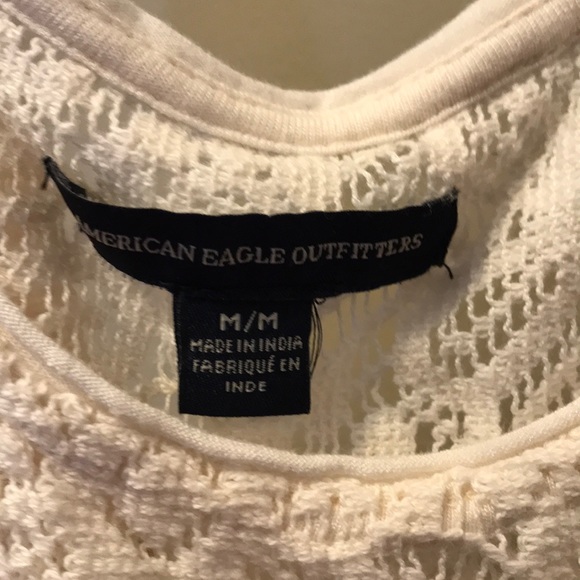 AMERICAN EAGLE OUTFITTERS
M/M
MADE IN INDIA
FABRIQUÉ EN
INDE